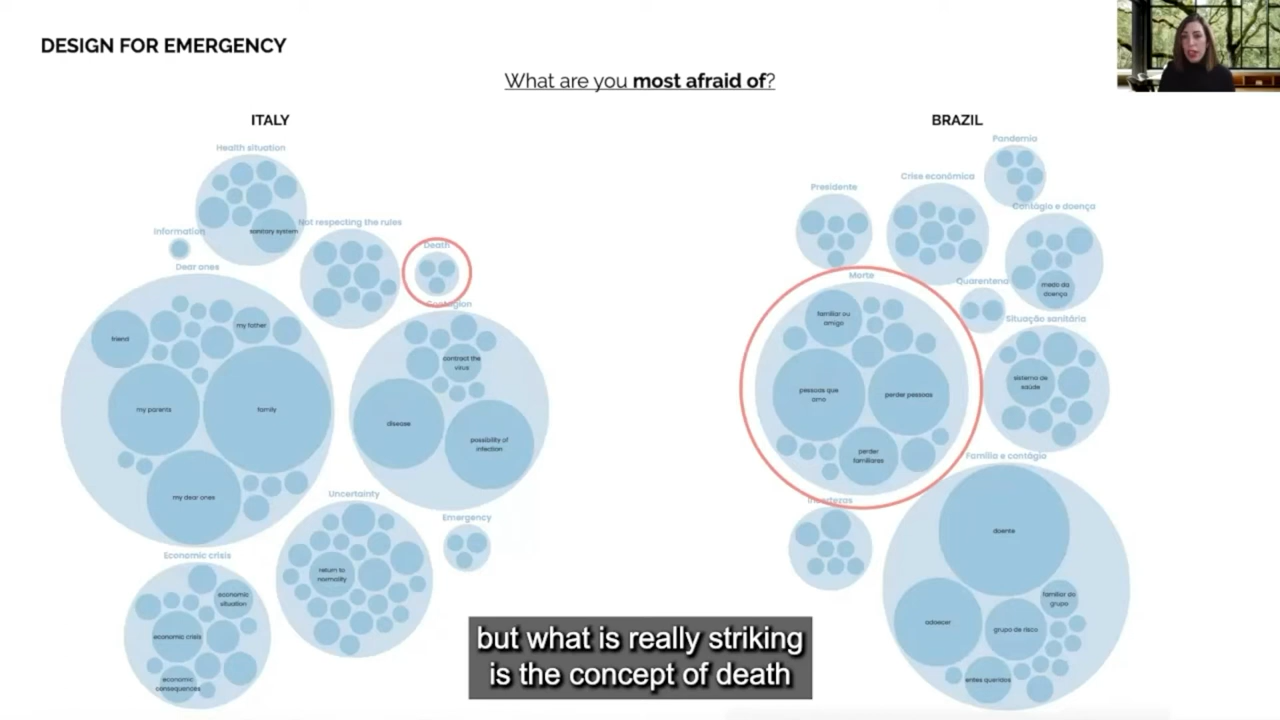 DESIGN FOR EMERGENCY
What are you most afraid of?
ITALY
Health situation
sanitary system
Information
Not respecting the rules
Death
Dear ones
friend
my father
my parents
family
my dear ones
Contagion
contract the
virus
disease
possibility of
infection
Uncertainty
return to
normality
Emergency
Economic crisis
economic
situation
economic crisis
economic
consequences
BRAZIL
Pandemia
Presidente
Crise econômica
Contágio e doença
medo da
doença
Morte
familiar ou
amigo
pessoas que
amo
perder pessoas
perder
familiares
Quarentena
Situação sanitária
sistema de
saúde
Incertezas
Família e contágio
doente
adoecer
familiar do
grupo
grupo de risco
entes queridos
but what is really striking
is the concept of death